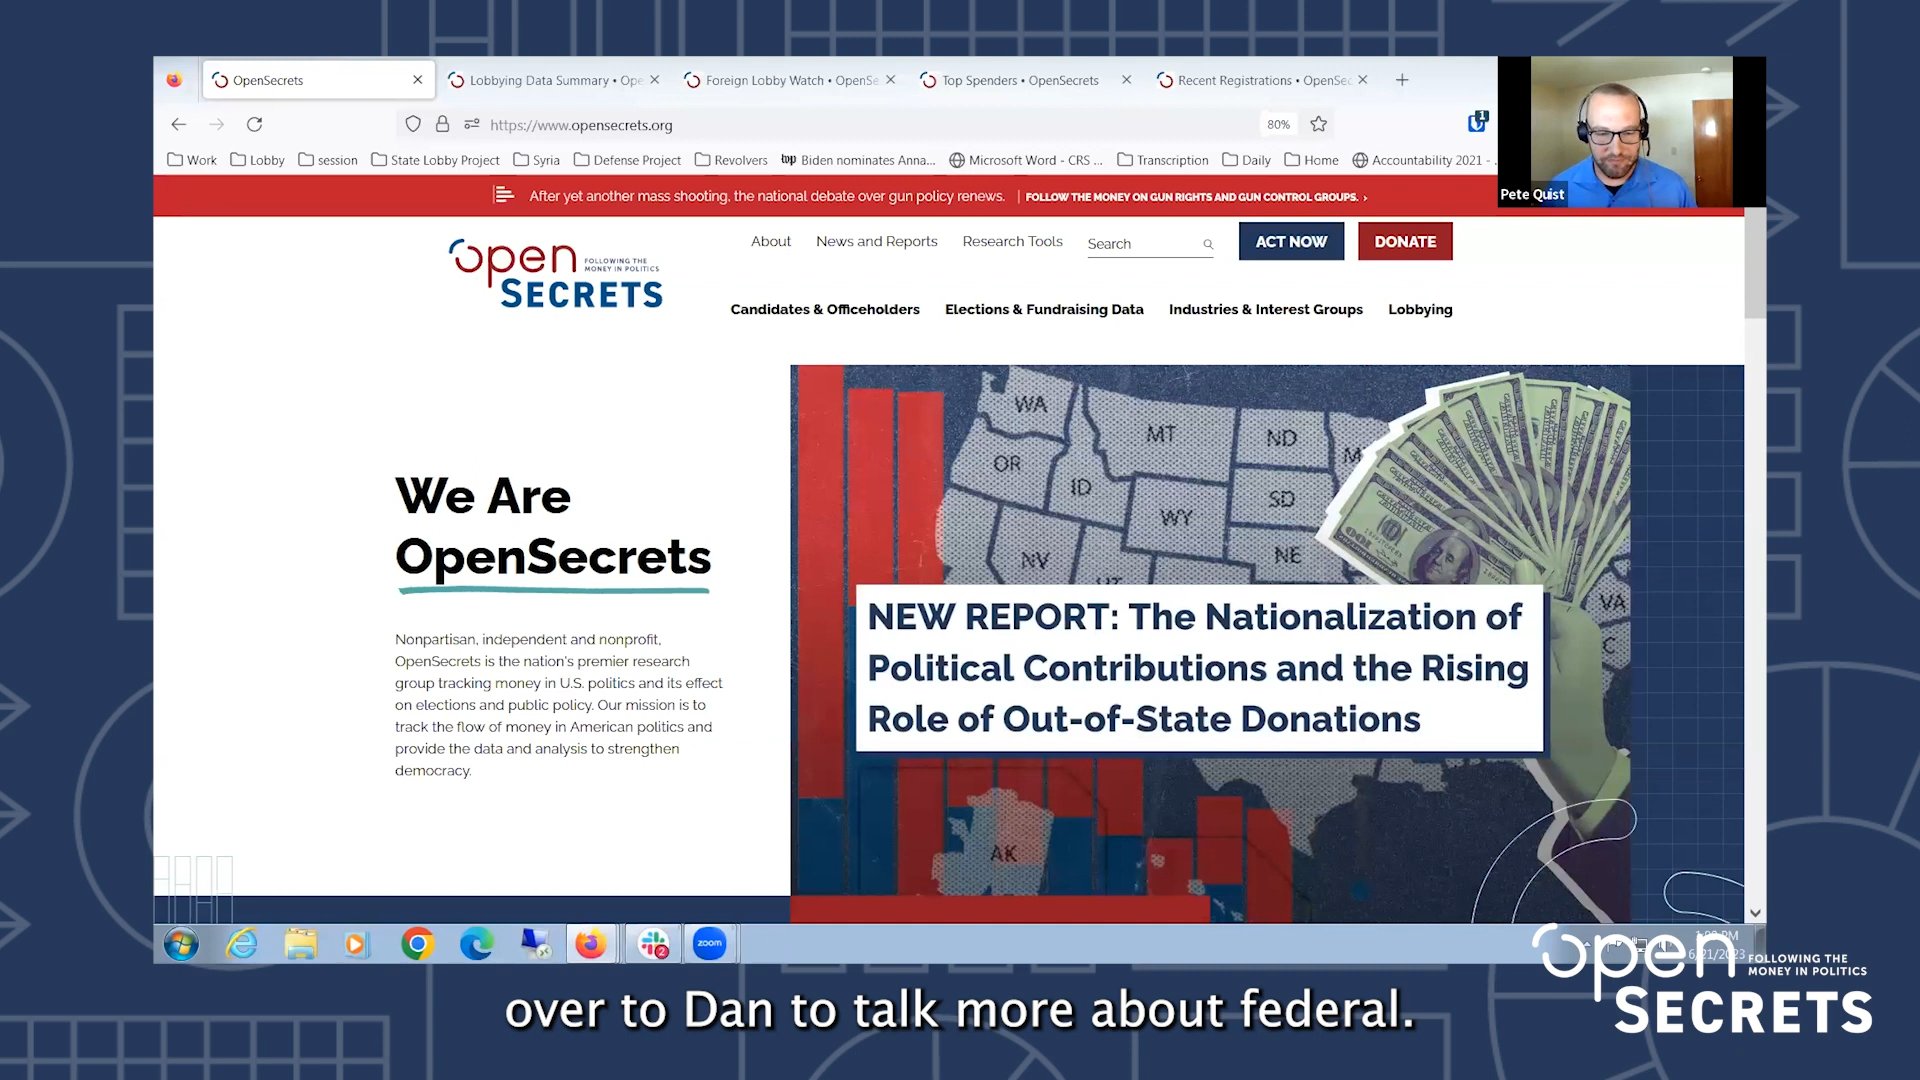 OpenSecrets
Lobbying Data Summary • Ope
Foreign Lobby Watch • OpenSe
Top Spenders • OpenSecrets
Recent Registrations • OpenSec
https://www.opensecrets.org
80%
1
Work
Lobby
session
State Lobby Project
Syria
Defense Project
Revolvers
top Biden nominates Anna...
Microsoft Word - CRS ...
Transcription
Daily
Home
Accountability 2021 - .
Pete Quist
After yet another mass shooting, the national debate over gun policy renews. | FOLLOW THE MONEY ON GUN RIGHTS AND GUN CONTROL GROUPS. ›
open
SECRETS
FOLLOWING THE
MONEY IN POLITICS
About
News and Reports
Research Tools
Search
ACT NOW
DONATE
Candidates & Officeholders
Elections & Fundraising Data
Industries & Interest Groups
Lobbying
We Are
OpenSecrets
Nonpartisan, independent and nonprofit,
OpenSecrets is the nation's premier research
group tracking money in U.S. politics and its effect
on elections and public policy. Our mission is to
track the flow of money in American politics and
provide the data and analysis to strengthen
democracy.
WA
MT
ND
OR
ID
SD
WY
NV
NE
VA
100
NEW REPORT: The Nationalization of
Political Contributions and the Rising
Role of Out-of-State Donations
AK
2
zoom
6/21/2023
open
FOLLOWING THE
MONEY IN POLITICS
SECRETS
over to Dan to talk more about federal.